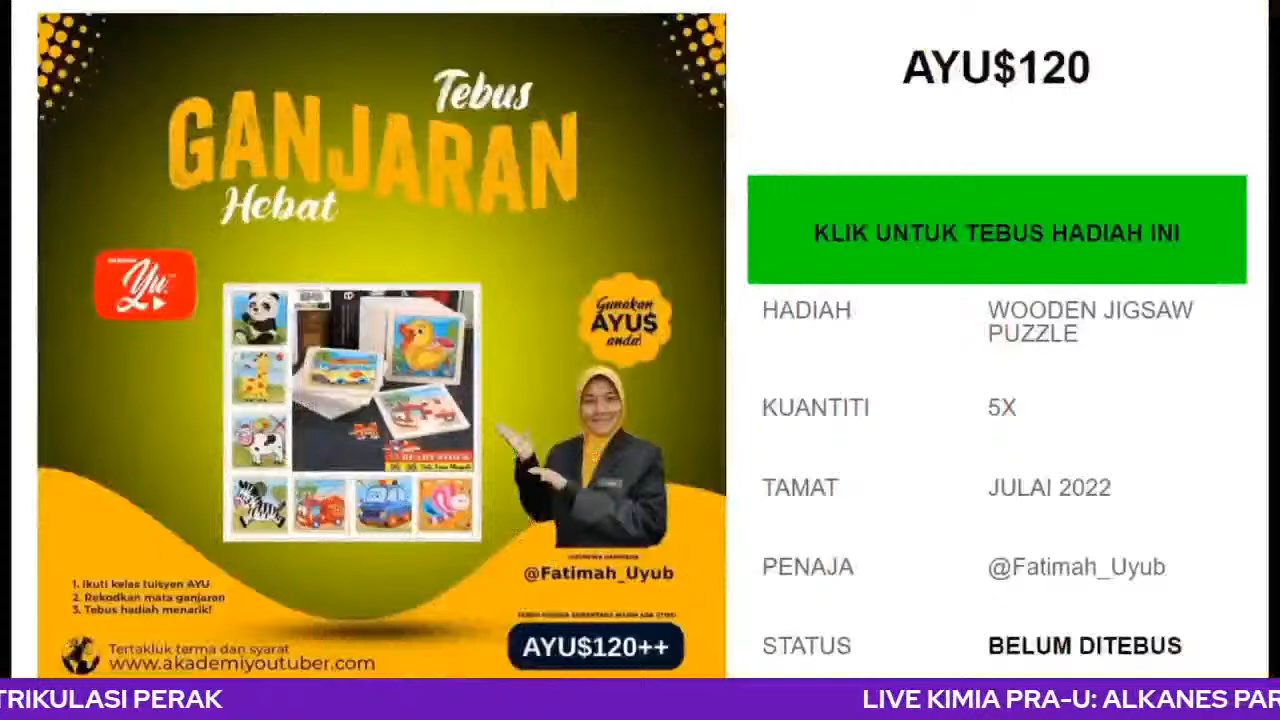 Tebus
GANJARAN
Hebat
Yu
Gunakan
AYU$
anda!
READY STOCK
@Fatimah_Uyub
1. Ikuti kelas tuisyen AYU
2. Rekodkan mata ganjaran
3. Tebus hadiah menarik!
AYU$120++
Tertakluk terma dan syarat
www.akademiyoutuber.com
AYU$120
KLIK UNTUK TEBUS HADIAH INI
HADIAH WOODEN JIGSAW
PUZZLE
KUANTITI 5X
TAMAT JULAI 2022
PENAJA @Fatimah_Uyub
STATUS BELUM DITEBUS
TRIKULASI PERAK LIVE KIMIA PRA-U: ALKANES PAR